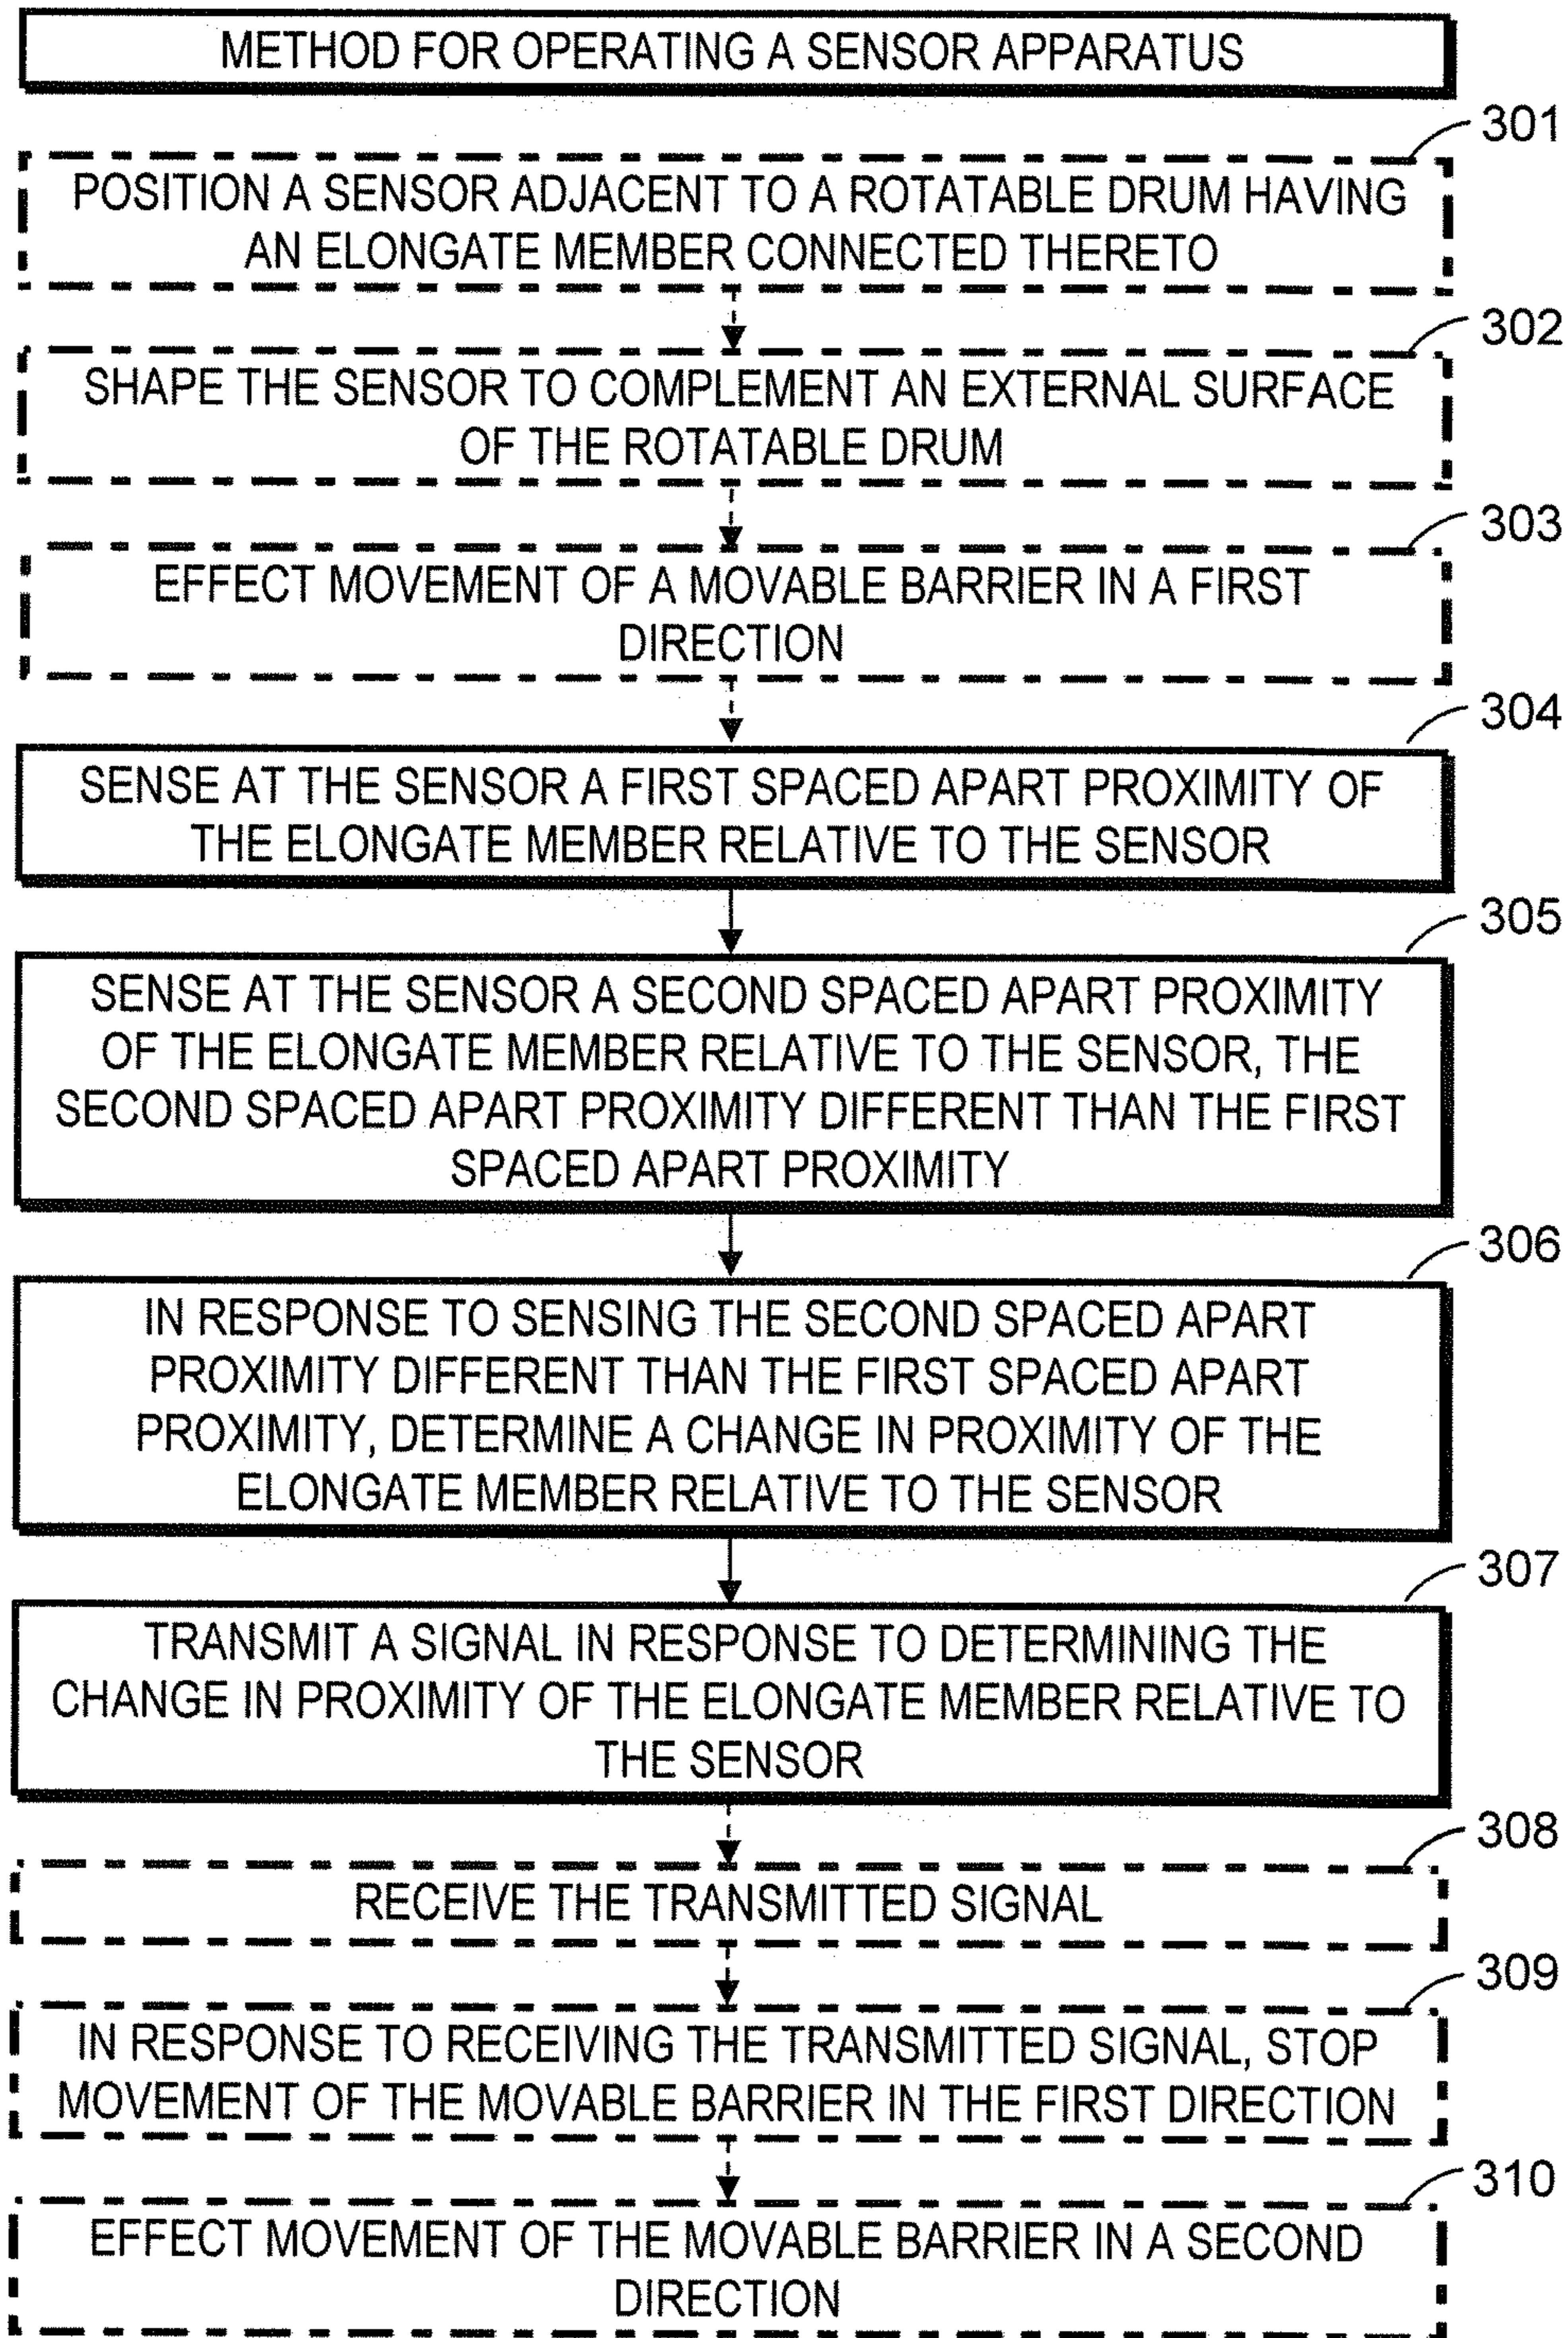 METHOD FOR OPERATING A SENSOR APPARATUS
301
POSITION A SENSOR ADJACENT TO A ROTATABLE DRUM HAVING
AN ELONGATE MEMBER CONNECTED THERETO
302
SHAPE THE SENSOR TO COMPLEMENT AN EXTERNAL SURFACE
OF THE ROTATABLE DRUM
303
EFFECT MOVEMENT OF A MOVABLE BARRIER IN A FIRST
DIRECTION
304
SENSE AT THE SENSOR A FIRST SPACED APART PROXIMITY OF
THE ELONGATE MEMBER RELATIVE TO THE SENSOR
305
SENSE AT THE SENSOR A SECOND SPACED APART PROXIMITY
OF THE ELONGATE MEMBER RELATIVE TO THE SENSOR, THE
SECOND SPACED APART PROXIMITY DIFFERENT THAN THE FIRST
SPACED APART PROXIMITY
306
IN RESPONSE TO SENSING THE SECOND SPACED APART
PROXIMITY DIFFERENT THAN THE FIRST SPACED APART
PROXIMITY, DETERMINE A CHANGE IN PROXIMITY OF THE
ELONGATE MEMBER RELATIVE TO THE SENSOR
307
TRANSMIT A SIGNAL IN RESPONSE TO DETERMINING THE
CHANGE IN PROXIMITY OF THE ELONGATE MEMBER RELATIVE TO
THE SENSOR
308
RECEIVE THE TRANSMITTED SIGNAL
309
IN RESPONSE TO RECEIVING THE TRANSMITTED SIGNAL, STOP
MOVEMENT OF THE MOVABLE BARRIER IN THE FIRST DIRECTION
310
EFFECT MOVEMENT OF THE MOVABLE BARRIER IN A SECOND
DIRECTION